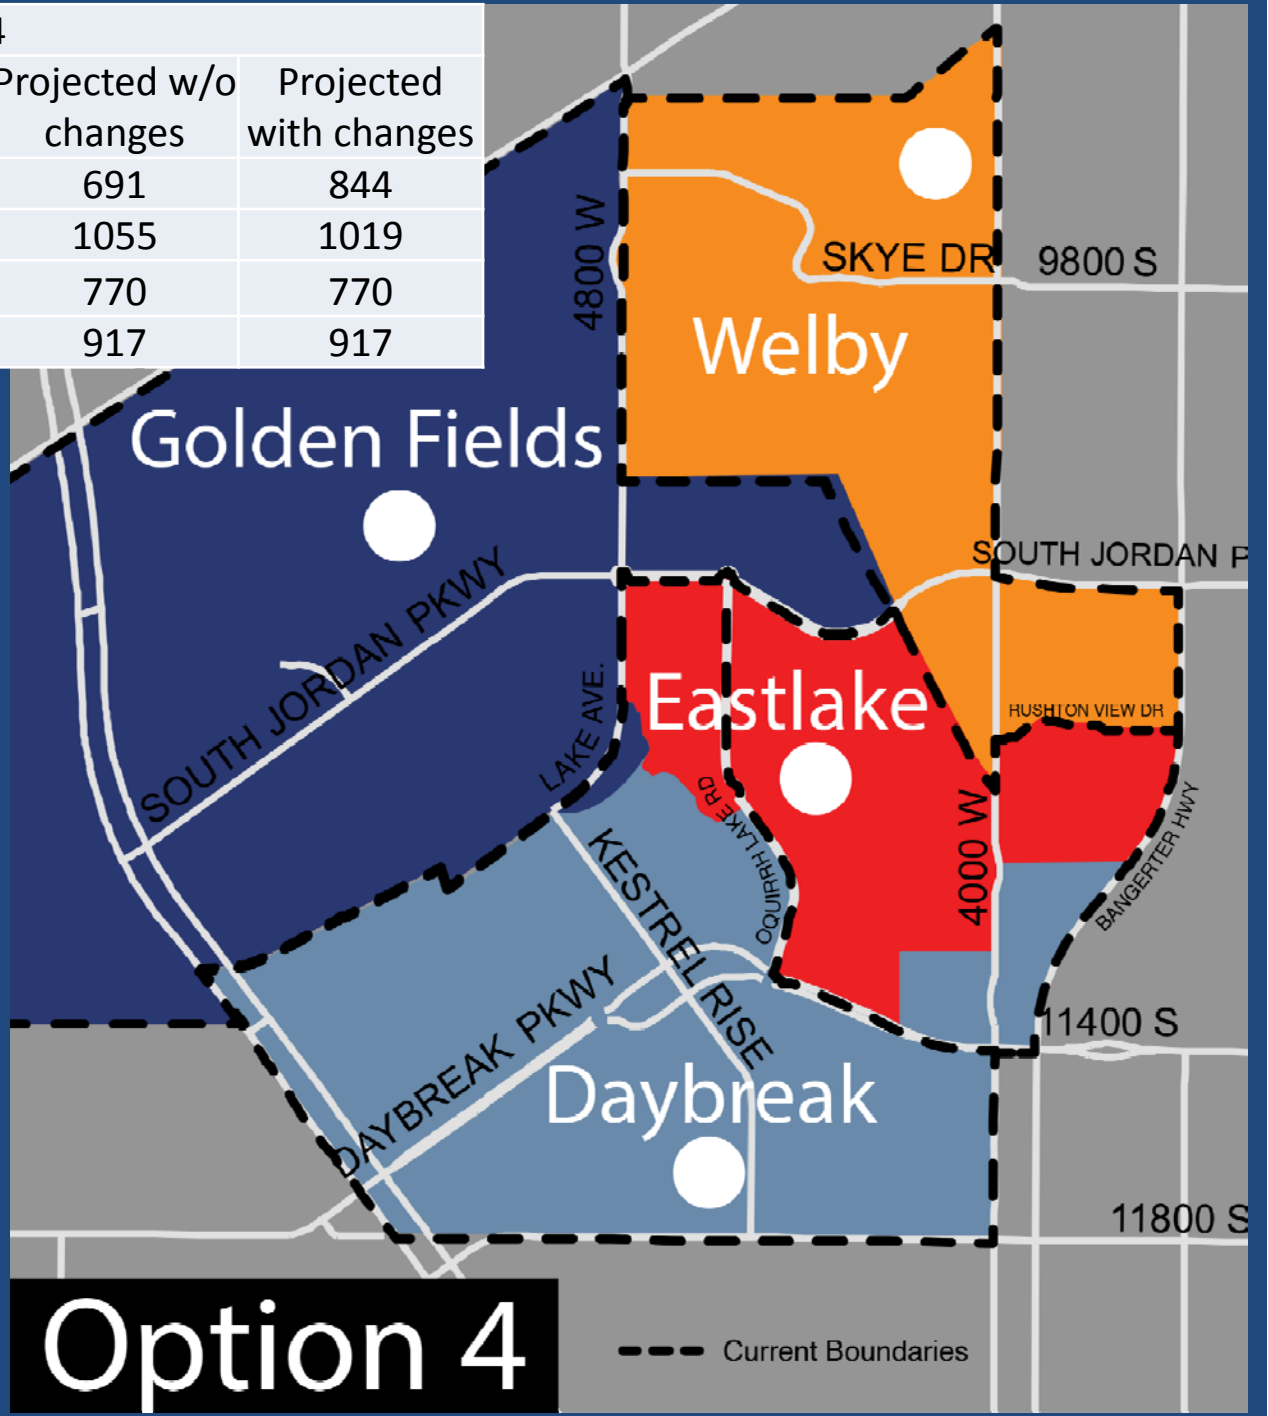 4
Projected w/o changes Projected with changes
691 844
1055 1019
770 770
917 917
4800 W
SKYE DR
9800 S
Welby
Golden Fields
SOUTH JORDAN P
SOUTH JORDAN PKWY
LAKE AVE.
Eastlake
RUSHTON VIEW DR
OQUIRRH LAKE RD
4000 W
BANGERTER HWY
KESTREL RISE
DAYBREAK PKWY
11400 S
Daybreak
11800 S
Option 4
Current Boundaries